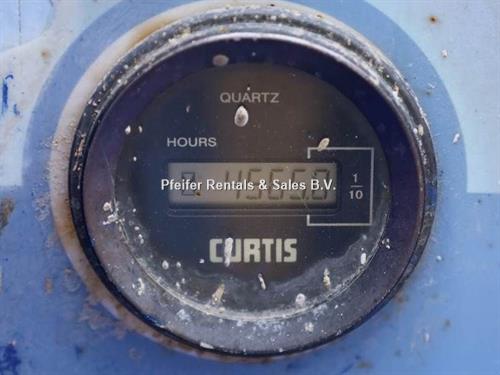 QUARTZ
HOURS
Pfeifer Rentals & Sales B.V.
1
10
CURTIS